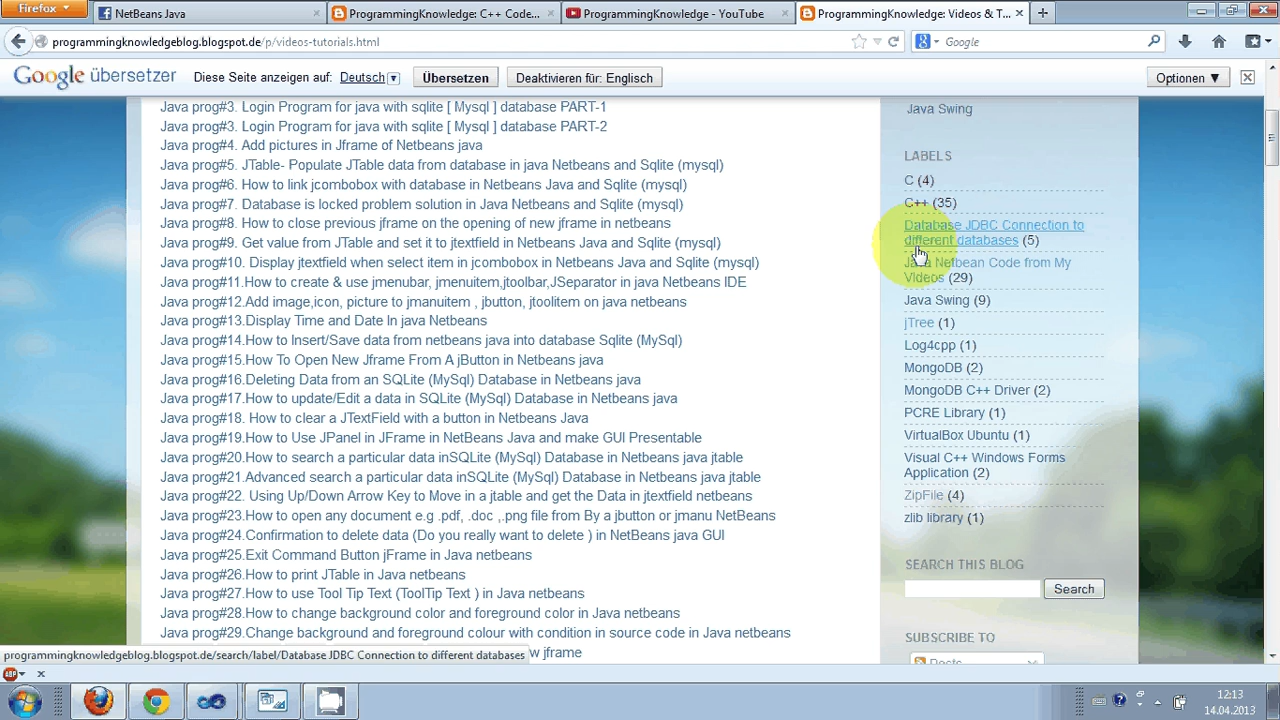 Firefox
NetBeans Java
ProgrammingKnowledge: C++ Code...
ProgrammingKnowledge - YouTube
ProgrammingKnowledge: Videos & T...
programmingknowledgeblog.blogspot.de/p/videos-tutorials.html
Google
Google übersetzer
Diese Seite anzeigen auf: Deutsch
Übersetzen
Deaktivieren für: Englisch
Optionen ▼
Java prog#3. Login Program for java with sqlite [ Mysql ] database PART-1
Java prog#3. Login Program for java with sqlite [ Mysql ] database PART-2
Java prog#4. Add pictures in Jframe of Netbeans java
Java prog#5 . JTable- Populate JTable data from database in java Netbeans and Sqlite (mysql)
Java prog#6. How to link jcombobox with database in Netbeans Java and Sqlite (mysql)
Java prog#7. Database is locked problem solution in Java Netbeans and Sqlite (mysql)
Java prog#8. How to close previous jframe on the opening of new jframe in netbeans
Java prog#9. Get value from JTable and set it to jtextfield in Netbeans Java and Sqlite (mysql)
Java prog#10. Display jtextfield when select item in jcombobox in Netbeans Java and Sqlite (mysql)
Java prog#11.How to create & use jmenubar, jmenuitem,jtoolbar,JSeparator in java Netbeans IDE
Java prog#12.Add image,icon, picture to jmanuitem , jbutton, jtoolitem on java netbeans
Java prog#13.Display Time and Date In java Netbeans
Java prog#14.How to Insert/Save data from netbeans java into database Sqlite (MySql)
Java prog#15.How To Open New Jframe From A jButton in Netbeans java
Java prog#16.Deleting Data from an SQLite (MySql) Database in Netbeans java
Java prog#17.How to update/Edit a data in SQLite (MySql) Database in Netbeans java
Java prog#18. How to clear a JTextField with a button in Netbeans Java
Java prog#19.How to Use JPanel in JFrame in NetBeans Java and make GUI Presentable
Java prog#20.How to search a particular data inSQLite (MySql) Database in Netbeans java jtable
Java prog#21.Advanced search a particular data inSQLite (MySql) Database in Netbeans java jtable
Java prog#22. Using Up/Down Arrow Key to Move in a jtable and get the Data in jtextfield netbeans
Java prog#23.How to open any document e.g .pdf, .doc ,.png file from By a jbutton or jmanu NetBeans
Java prog#24.Confirmation to delete data (Do you really want to delete ) in NetBeans java GUI
Java prog#25.Exit Command Button jFrame in Java netbeans
Java prog#26.How to print JTable in Java netbeans
Java prog#27.How to use Tool Tip Text (ToolTip Text ) in Java netbeans
Java prog#28.How to change background color and foreground color in Java netbeans
Java prog#29.Change background and foreground colour with condition in source code in Java netbeans
w jframe
Java Swing
LABELS
C (4)
C++ (35)
Database JDBC Connection to
different databases (5)
Java Netbean Code from My
Videos (29)
Java Swing (9)
jTree (1)
Log4cpp (1)
MongoDB (2)
MongoDB C++ Driver (2)
PCRE Library (1)
VirtualBox Ubuntu (1)
Visual C++ Windows Forms
Application (2)
ZipFile (4)
zlib library (1)
SEARCH THIS BLOG
Search
SUBSCRIBE TO
Posts
programmingknowledgeblog.blogspot.de/search/label/Database JDBC Connection to different databases
ABP
12:13
14.04.2013